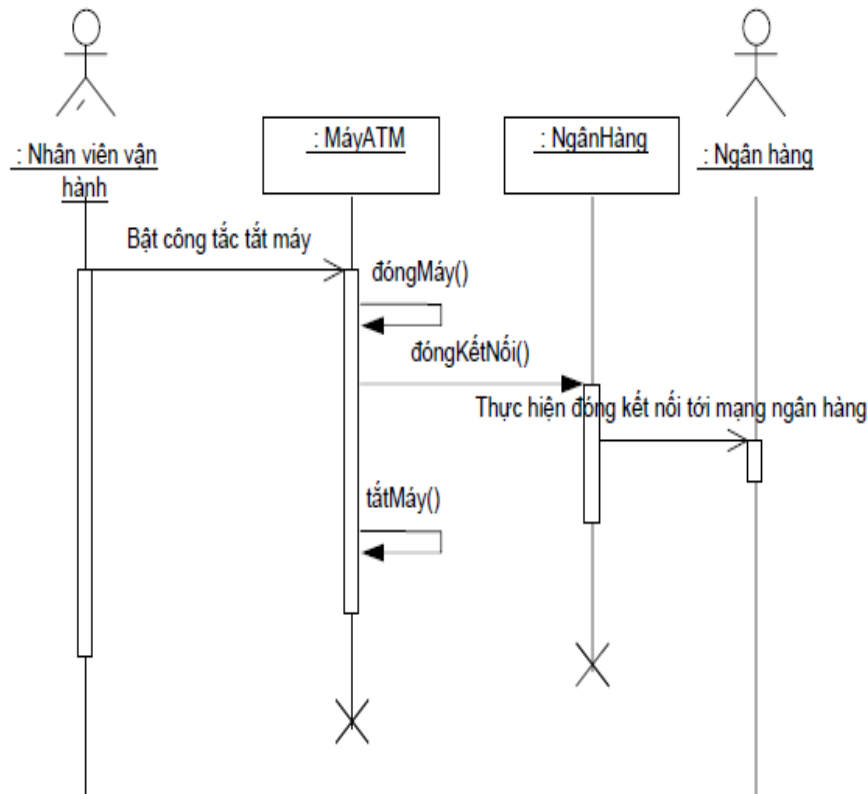 : Nhân viên vận
hành
: MáyATM
: NgânHàng
: Ngân hàng
Bật công tắc tắt máy
đóngMáy()
đóngKếtNối()
Thực hiện đóng kết nối tới mạng ngân hàng
tắtMáy()